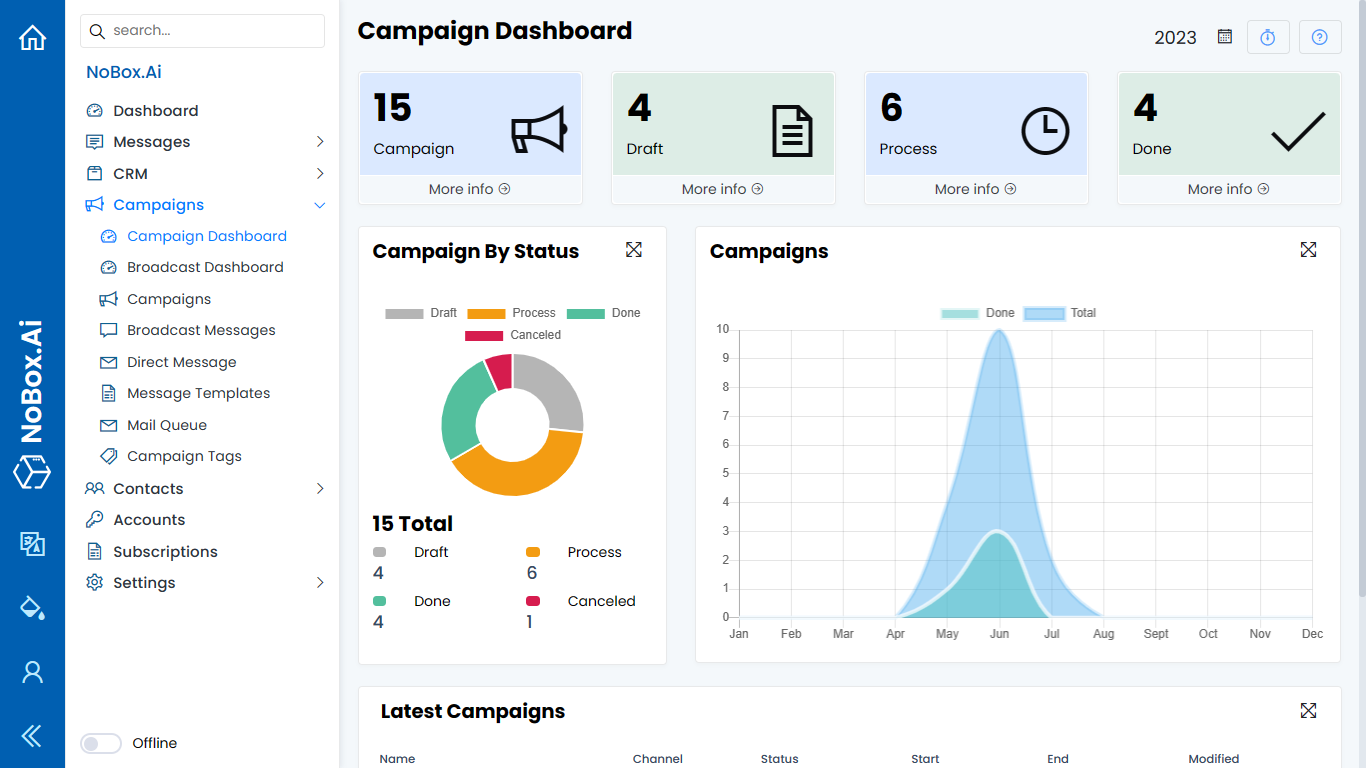 search...
NoBox.Ai
Dashboard
Messages
CRM
Campaigns
Campaign Dashboard
Broadcast Dashboard
Campaigns
Broadcast Messages
Direct Message
Message Templates
Mail Queue
Campaign Tags
Contacts
Accounts
Subscriptions
Settings
Offline
NoBox.Ai
Campaign Dashboard
2023
15
Campaign
More info
4
Draft
More info
6
Process
More info
4
Done
More info
Campaign By Status
Draft Process Done
Canceled
15 Total
Draft Process
4 6
Done Canceled
4 1
Campaigns
Done Total
10
9
8
7
6
5
4
3
2
1
0
Jan Feb Mar Apr May Jun Jul Aug Sept Oct Nov Dec
Latest Campaigns
Name Channel Status Start End Modified